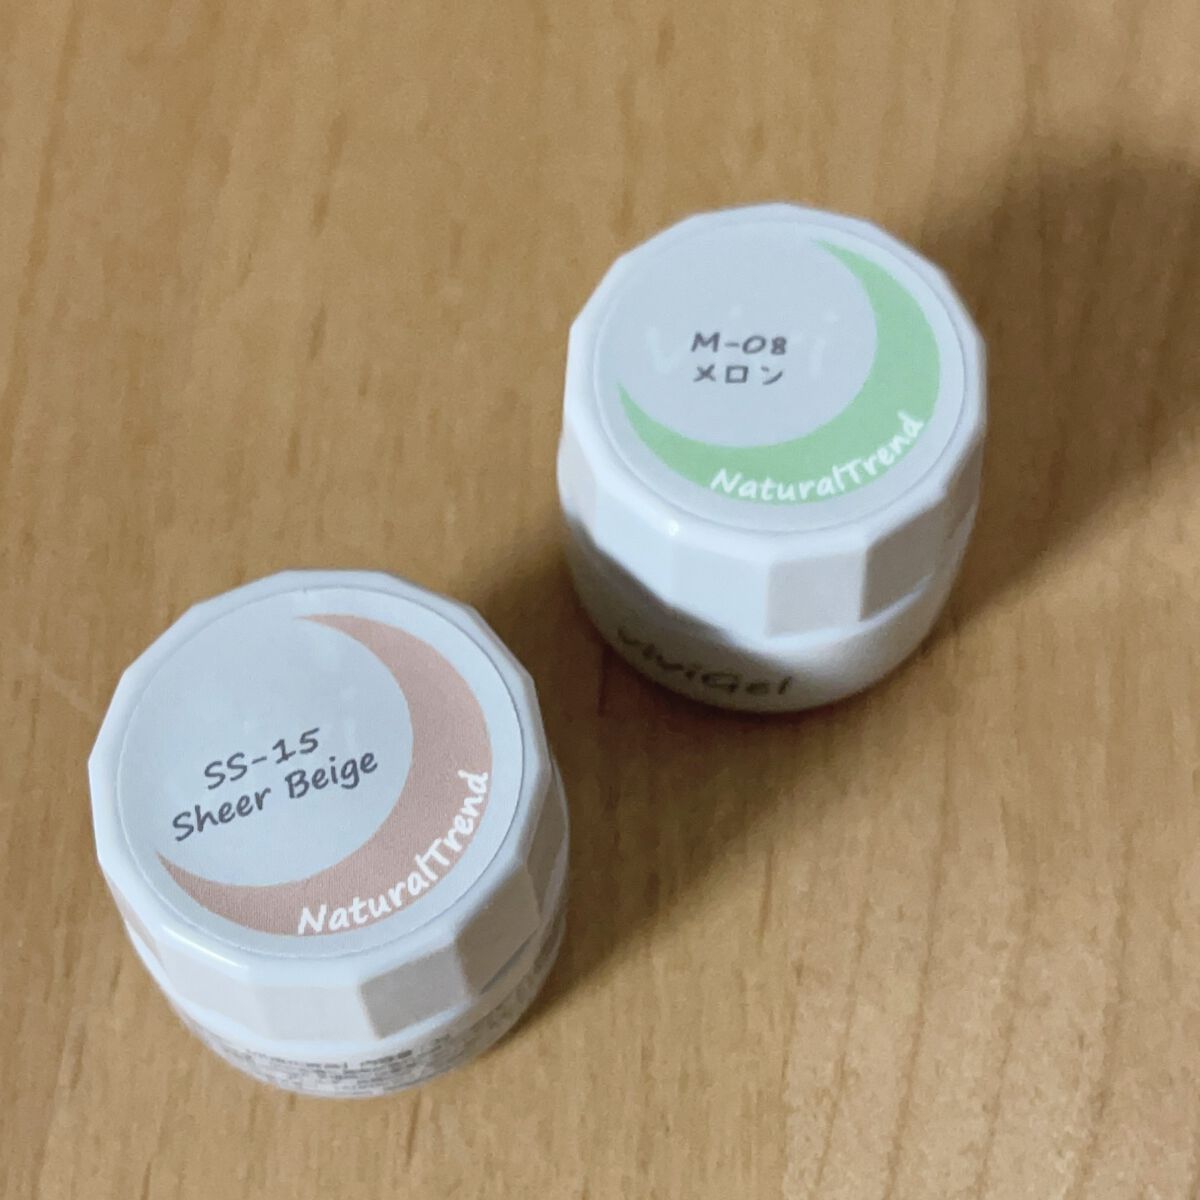 M-08
メロン
NaturalTrend
viviGel
SS-15
Sheer Beige
NaturalTrend